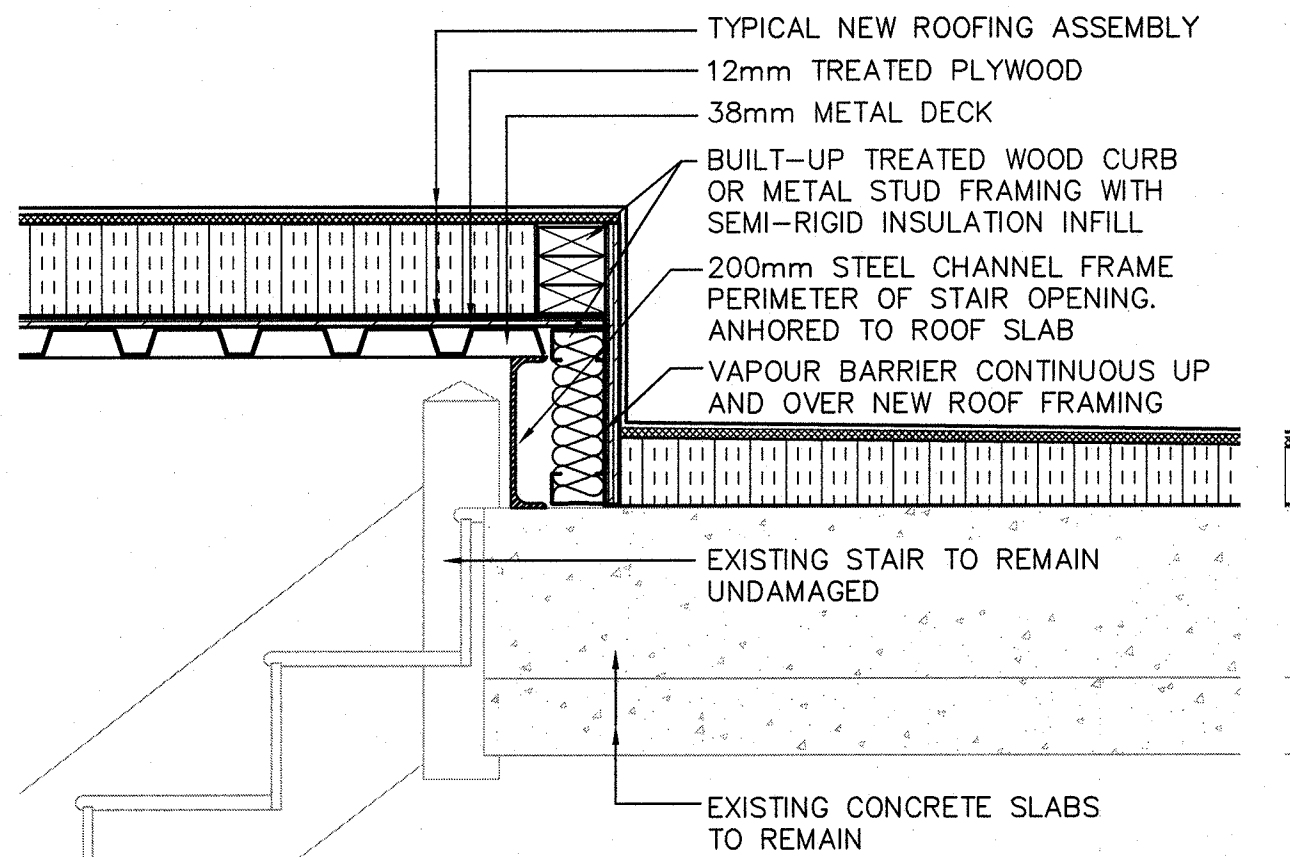 TYPICAL NEW ROOFING ASSEMBLY
12mm TREATED PLYWOOD
38mm METAL DECK
BUILT-UP TREATED WOOD CURB
OR METAL STUD FRAMING WITH
SEMI-RIGID INSULATION INFILL
200mm STEEL CHANNEL FRAME
PERIMETER OF STAIR OPENING.
ANHORED TO ROOF SLAB
VAPOUR BARRIER CONTINUOUS UP
AND OVER NEW ROOF FRAMING
EXISTING STAIR TO REMAIN
UNDAMAGED
EXISTING CONCRETE SLABS
TO REMAIN